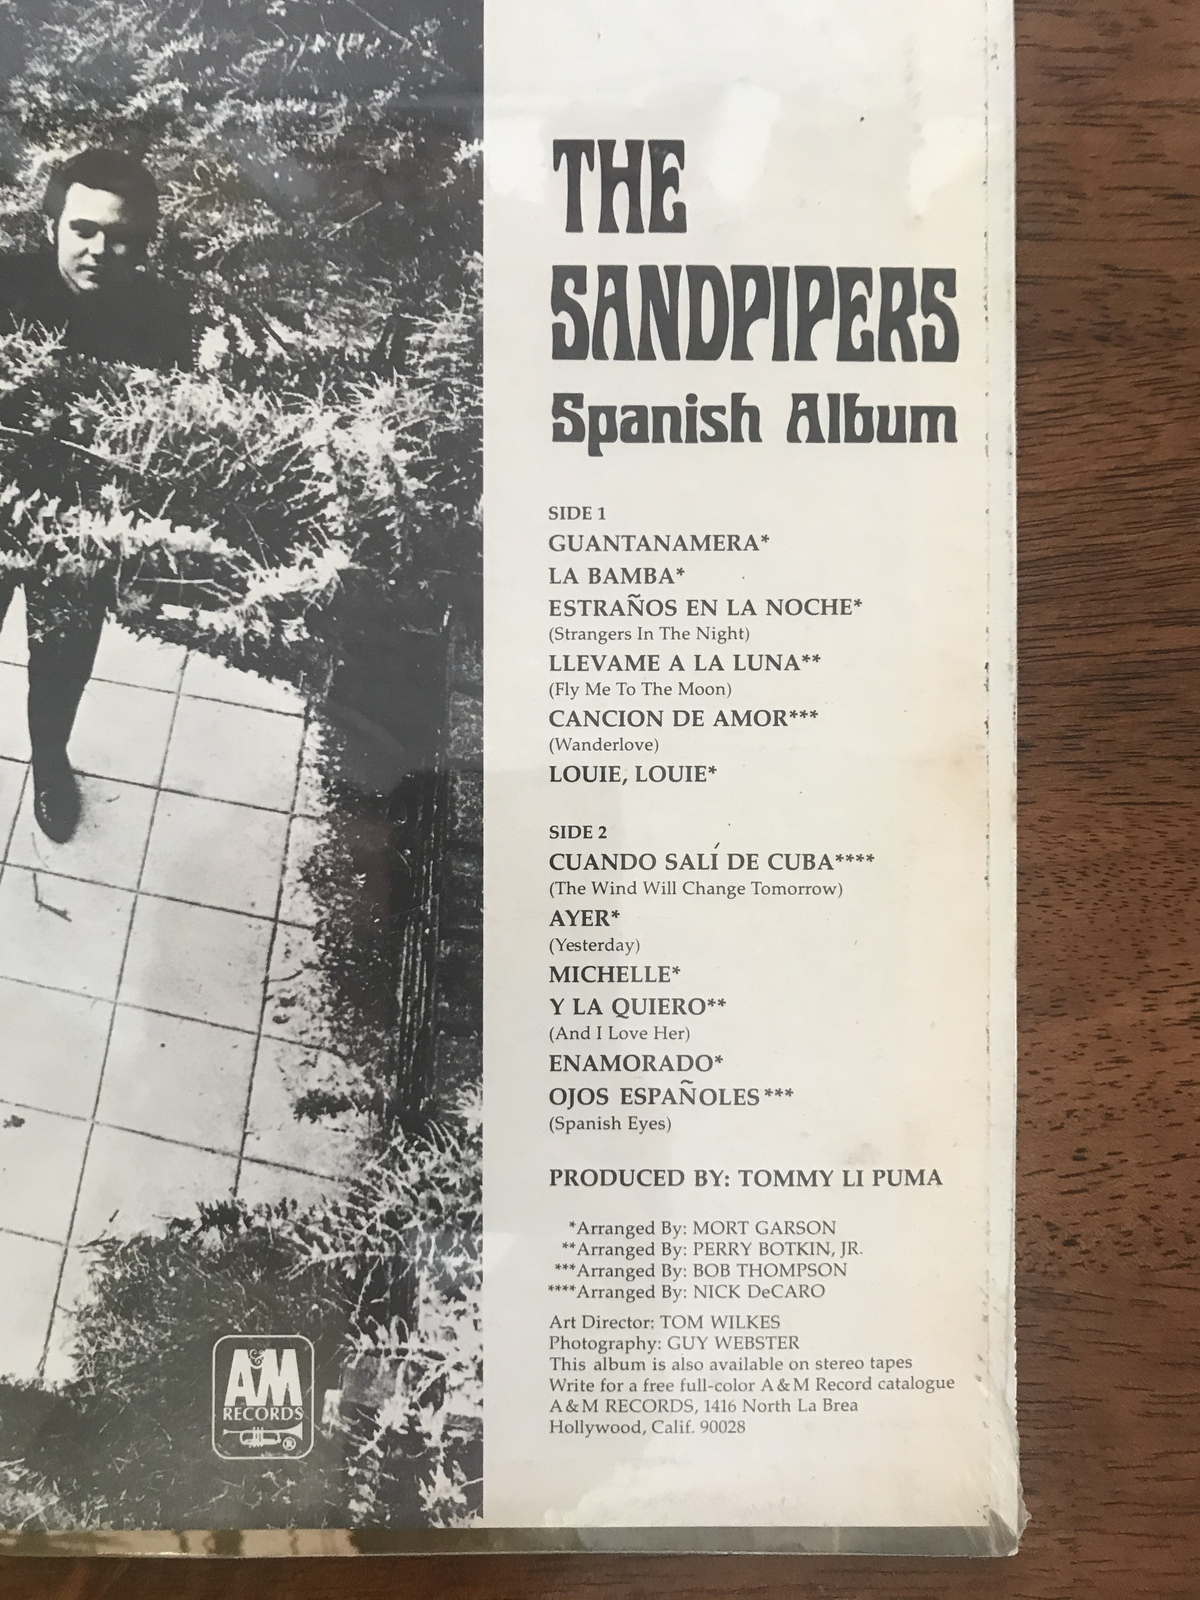 THE
SANDPIPERS
Spanish Album
SIDE 1
GUANTANAMERA*
LA BAMBA*
ESTRAÑOS EN LA NOCHE*
(Strangers In The Night)
LLEVAME A LA LUNA**
(Fly Me To The Moon)
CANCION DE AMOR***
(Wanderlove)
LOUIE, LOUIE*
SIDE 2
CUANDO SALÍ DE CUBA****
(The Wind Will Change Tomorrow)
AYER*
(Yesterday)
MICHELLE*
Y LA QUIERO**
(And I Love Her)
ENAMORADO*
OJOS ESPAÑOLES***
(Spanish Eyes)
PRODUCED BY: TOMMY LI PUMA
*Arranged By: MORT GARSON
**Arranged By: PERRY BOTKIN, JR.
***Arranged By: BOB THOMPSON
****Arranged By: NICK DeCARO
Art Director: TOM WILKES
Photography: GUY WEBSTER
This album is also available on stereo tapes
Write for a free full-color A&M Record catalogue
A&M RECORDS, 1416 North La Brea
Hollywood, Calif. 90028
A&M
RECORDS
®